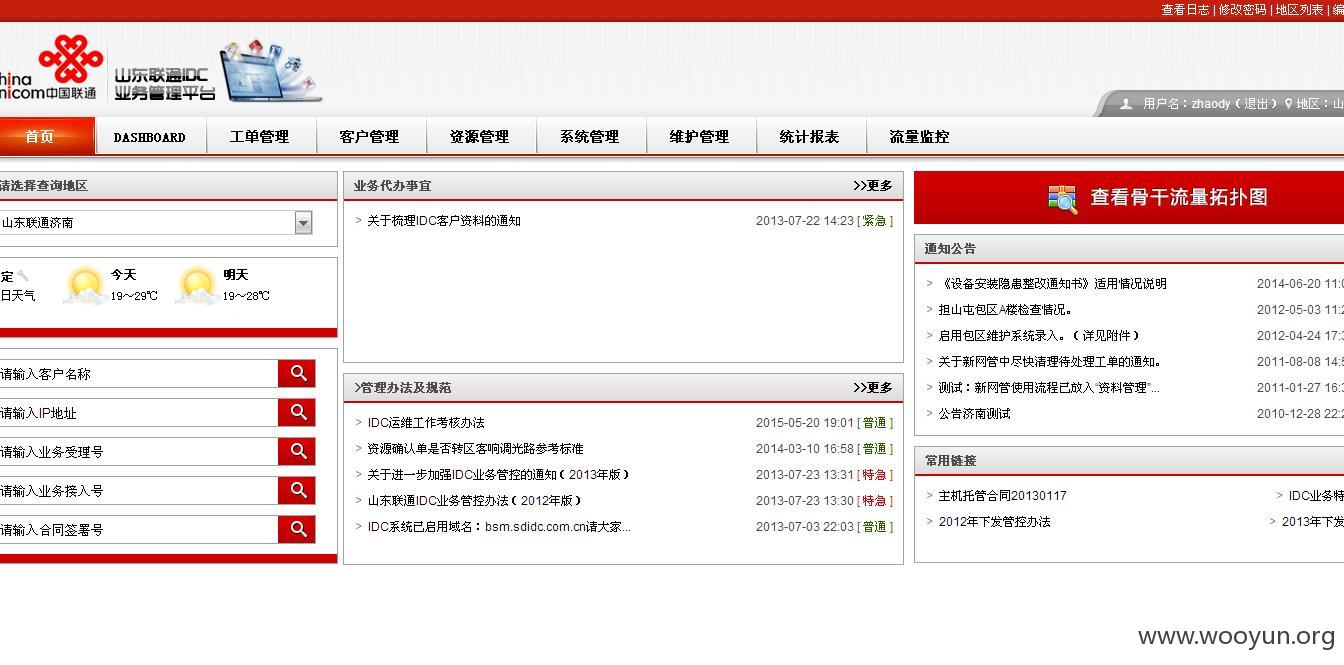 查看日志 | 修改密码 | 地区列表 |
中国联通
山东联通IDC
业务管理平台
用户名：zhaody（退出） 地区：
首页 DASHBOARD 工单管理 客户管理 资源管理 系统管理 维护管理 统计报表 流量监控
请选择查询地区
山东联通济南
定
日天气
今天
19～29℃
明天
19～28℃
请输入客户名称
请输入IP地址
请输入业务受理号
请输入业务接入号
请输入合同签署号
业务代办事宜 >>更多
> 关于梳理IDC客户资料的通知 2013-07-22 14:23 [ 紧急 ]
>管理办法及规范 >>更多
> IDC运维工作考核办法 2015-05-20 19:01 [ 普通 ]
> 资源确认单是否转区客响调光路参考标准 2014-03-10 16:58 [ 普通 ]
> 关于进一步加强IDC业务管控的通知（2013年版） 2013-07-23 13:31 [ 特急 ]
> 山东联通IDC业务管控办法（2012年版） 2013-07-23 13:30 [ 特急 ]
> IDC系统已启用域名：bsm.sdidc.com.cn请大家... 2013-07-03 22:03 [ 普通 ]
查看骨干流量拓扑图
通知公告
> 《设备安装隐患整改通知书》适用情况说明 2014-06-20 11:
> 担山屯包区A楼检查情况。 2012-05-03 11:
> 启用包区维护系统录入。（详见附件） 2012-04-24 17:
> 关于新网管中尽快清理待处理工单的通知。 2011-08-08 14:
> 测试：新网管使用流程已放入“资料管理”... 2011-01-27 16:
> 公告济南测试 2010-12-28 22:
常用链接
> 主机托管合同20130117 > IDC业务特
> 2012年下发管控办法 > 2013年下发
www.wooyun.org